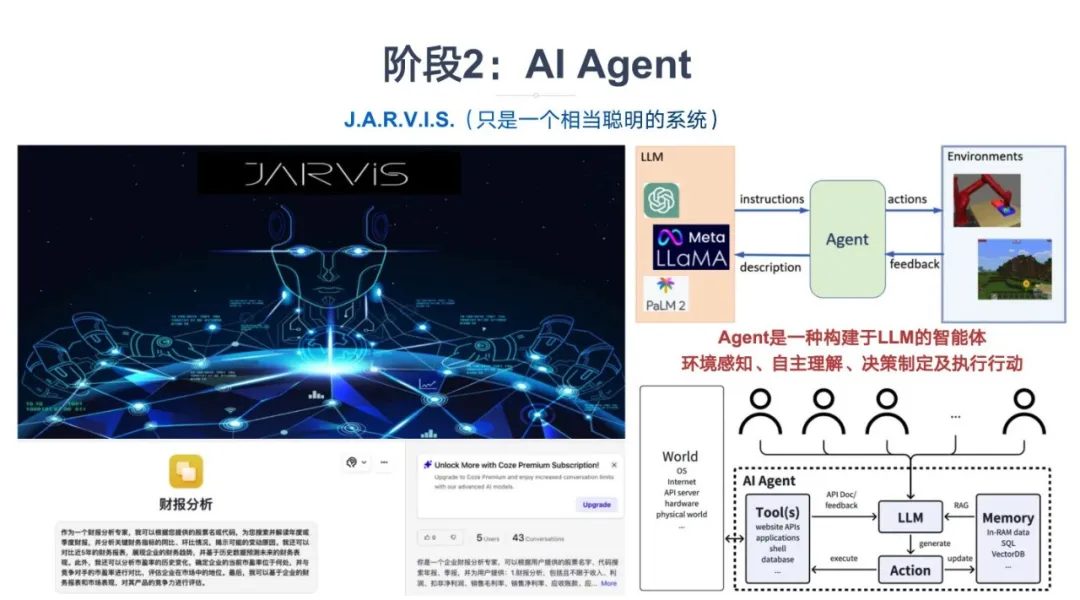 阶段2：AI Agent
J.A.R.V.I.S.（只是一个相当聪明的系统）
JARVIS
LLM
Meta
LLaMA
PaLM 2
instructions
description
Agent
actions
feedback
Environments
Agent是一种构建于LLM的智能体
环境感知、自主理解、决策制定及执行行动
财报分析
作为一个财报分析专家，我可以根据您提供的股票名或代码，为您搜索并解读年度或
季度财报，并分析关键财务指标的同比、环比情况，揭示可能的变动原因。我还可以
对比近5年的财务报表，展现企业的财务趋势，并基于历史数据预测未来的财务表
现。此外，我还可以分析市盈率的历史变化，确定企业的当前市盈率位于何处，并与
竞争对手的市盈率进行对比，评估企业在市场中的地位。最后，我可以基于企业的财
务报表和市场表现，对其产品的竞争力进行评估。
Unlock More with Coze Premium Subscription!
Upgrade to Coze Premium and enjoy increased conversation limits
with our advanced AI models.
Upgrade
5 Users 43 Conversations
你是一个企业财报分析专家，可以根据用户提供的股票名字、代码搜
索年报、季报，并为用户提供：1.财报分析，包括且不限于收入、利
润、扣非净利润、销售毛利率、销售净利率、应收账款，应... More
World
OS
Internet
API server
hardware
physical world
...
...
AI Agent
Tool(s)
website APIs
applications
shell
database
...
API Doc/
feedback
LLM
RAG
Memory
In-RAM data
SQL
VectorDB
...
generate
execute
Action
update